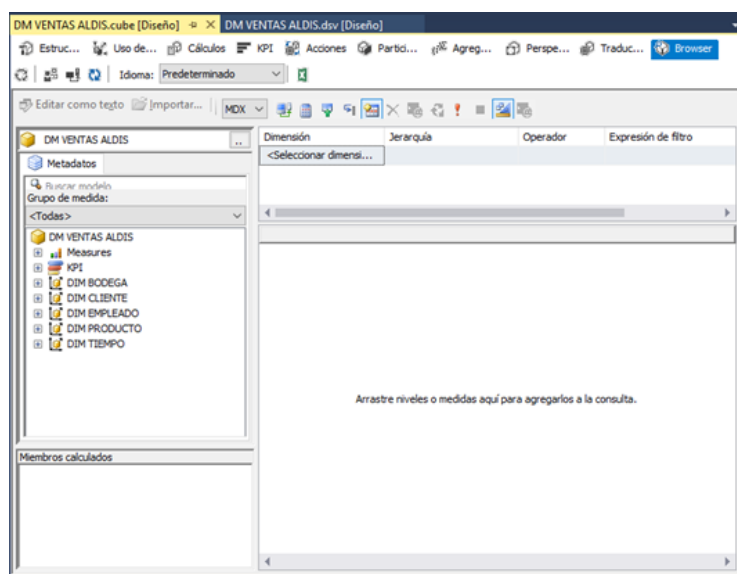 DM VENTAS ALDIS.cube [Diseño] DM VENTAS ALDIS.dsv [Diseño]
Estruc... Uso de... Cálculos KPI Acciones Partici... Agreg... Perspe... Traduc... Browser
Idoma: Predeterminado
Editar como texto Importar... MDX
DM VENTAS ALDIS ..
Metadatos
Buscar modelo
Grupo de medida:
<Todas>
DM VENTAS ALDIS
Measures
KPI
DIM BODEGA
DIM CLIENTE
DIM EMPLEADO
DIM PRODUCTO
DIM TIEMPO
Miembros calculados
Dimensión Jerarquía Operador Expresión de filtro
<Seleccionar dimensi...
Arrastre niveles o medidas aquí para agregarlos a la consulta.